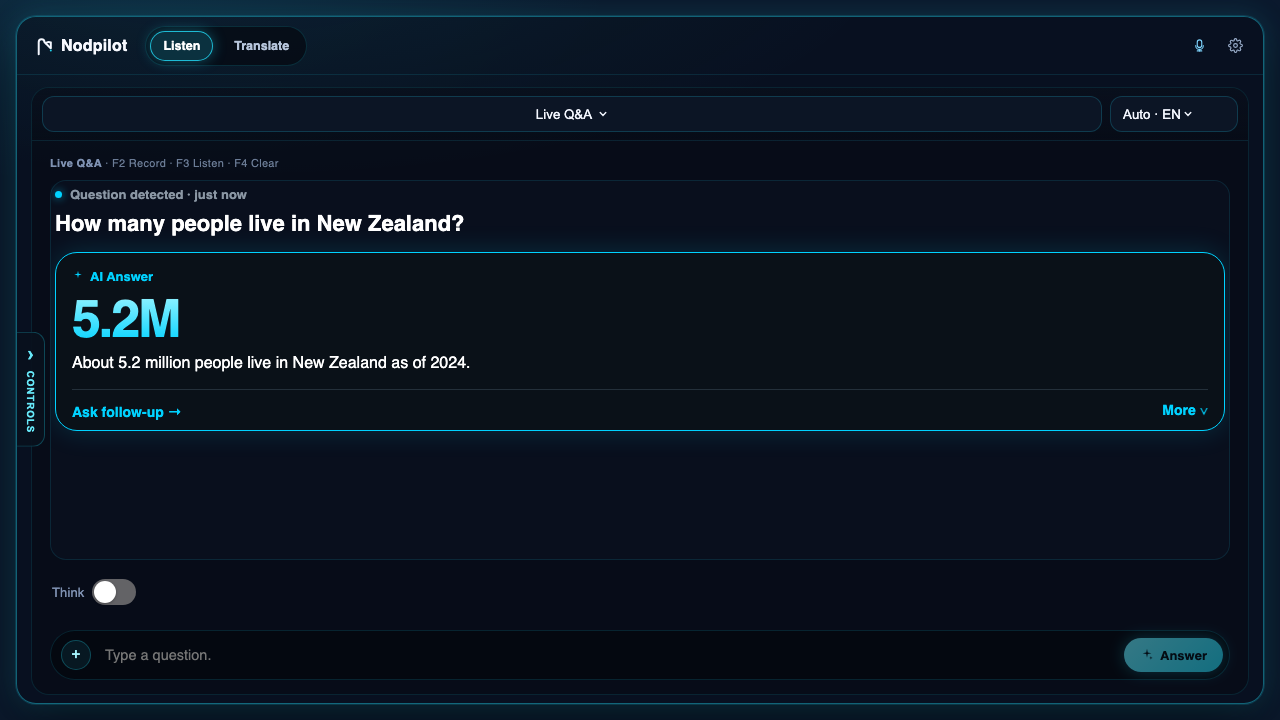 Nodpilot
Listen
Translate
Live Q&A
Auto · EN
Live Q&A · F2 Record · F3 Listen · F4 Clear
Question detected · just now
How many people live in New Zealand?
AI Answer
5.2M
About 5.2 million people live in New Zealand as of 2024.
Ask follow-up →
More
CONTROLS
Think
+
Type a question.
Answer